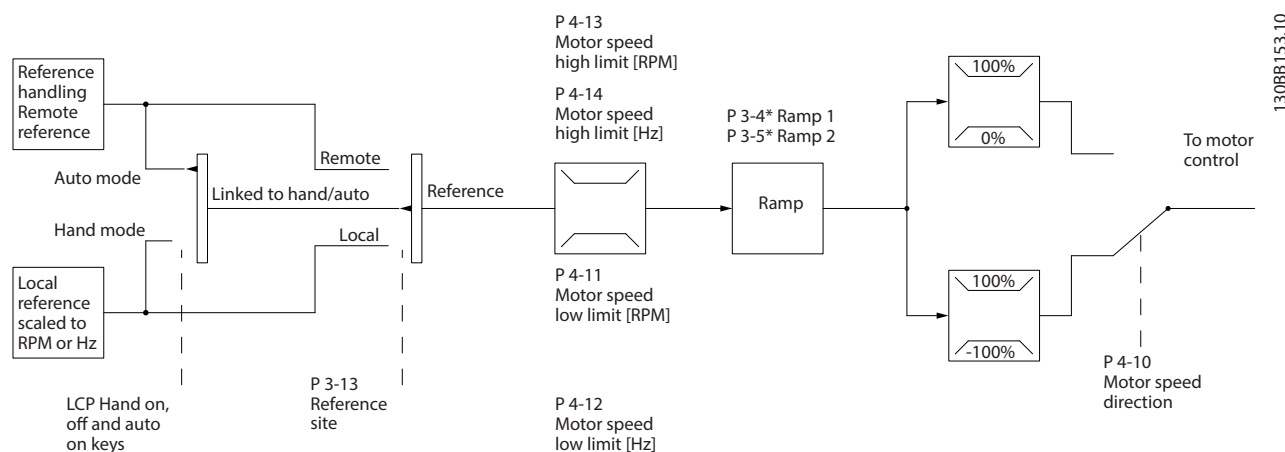 Reference
handling
Remote
reference
Auto mode
Hand mode
Local
reference
scaled to
RPM or Hz
LCP Hand on,
off and auto
on keys
Linked to hand/auto
Remote
Local
P 3-13
Reference
site
Reference
P 4-13
Motor speed
high limit [RPM]
P 4-14
Motor speed
high limit [Hz]
P 4-11
Motor speed
low limit [RPM]
P 4-12
Motor speed
low limit [Hz]
P 3-4* Ramp 1
P 3-5* Ramp 2
Ramp
100%
0%
100%
-100%
To motor
control
P 4-10
Motor speed
direction
130BB153.10